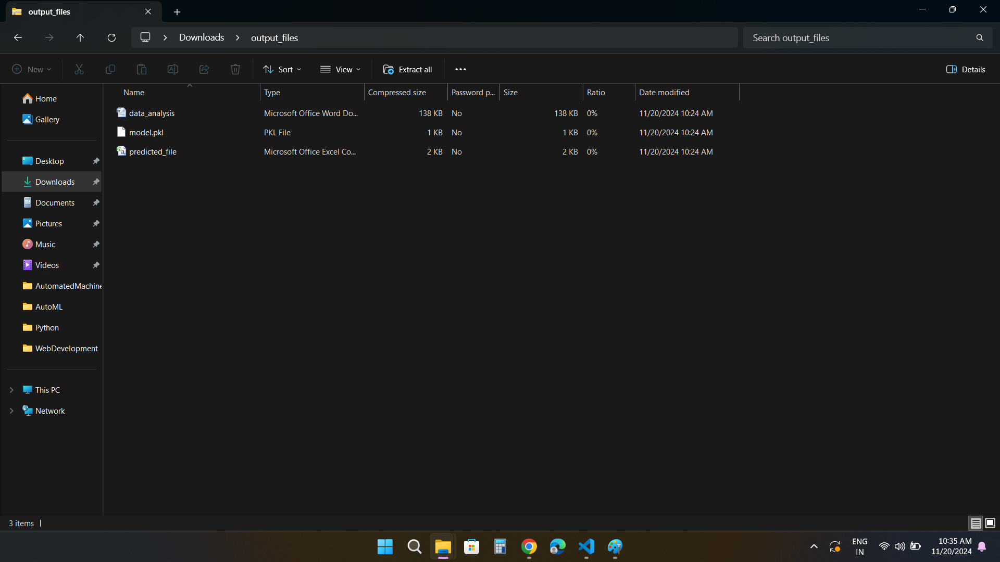 output_files
Downloads
output_files
Search output_files
New
Sort
View
Extract all
Details
Name Type Compressed size Password p... Size Ratio Date modified
data_analysis Microsoft Office Word Do... 138 KB No 138 KB 0% 11/20/2024 10:24 AM
model.pkl PKL File 1 KB No 1 KB 0% 11/20/2024 10:24 AM
predicted_file Microsoft Office Excel Co... 2 KB No 2 KB 0% 11/20/2024 10:24 AM
Home
Gallery
Desktop
Downloads
Documents
Pictures
Music
Videos
AutomatedMachine
AutoML
Python
WebDevelopment
This PC
Network
3 items
ENG
IN
10:35 AM
11/20/2024